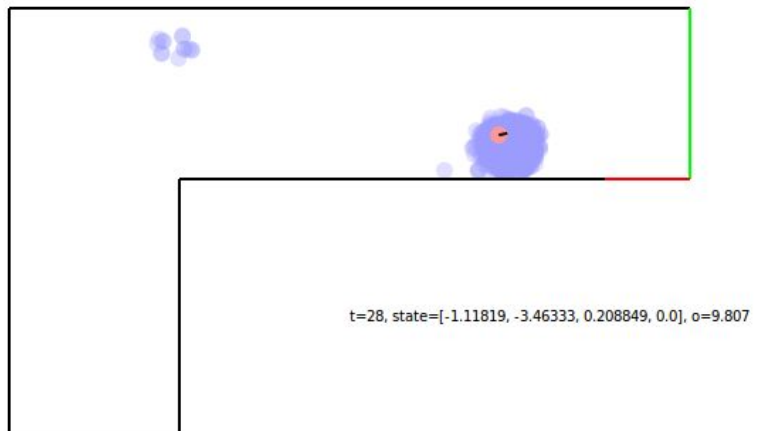 t=28, state=[-1.11819, -3.46333, 0.208849, 0.0], o=9.807